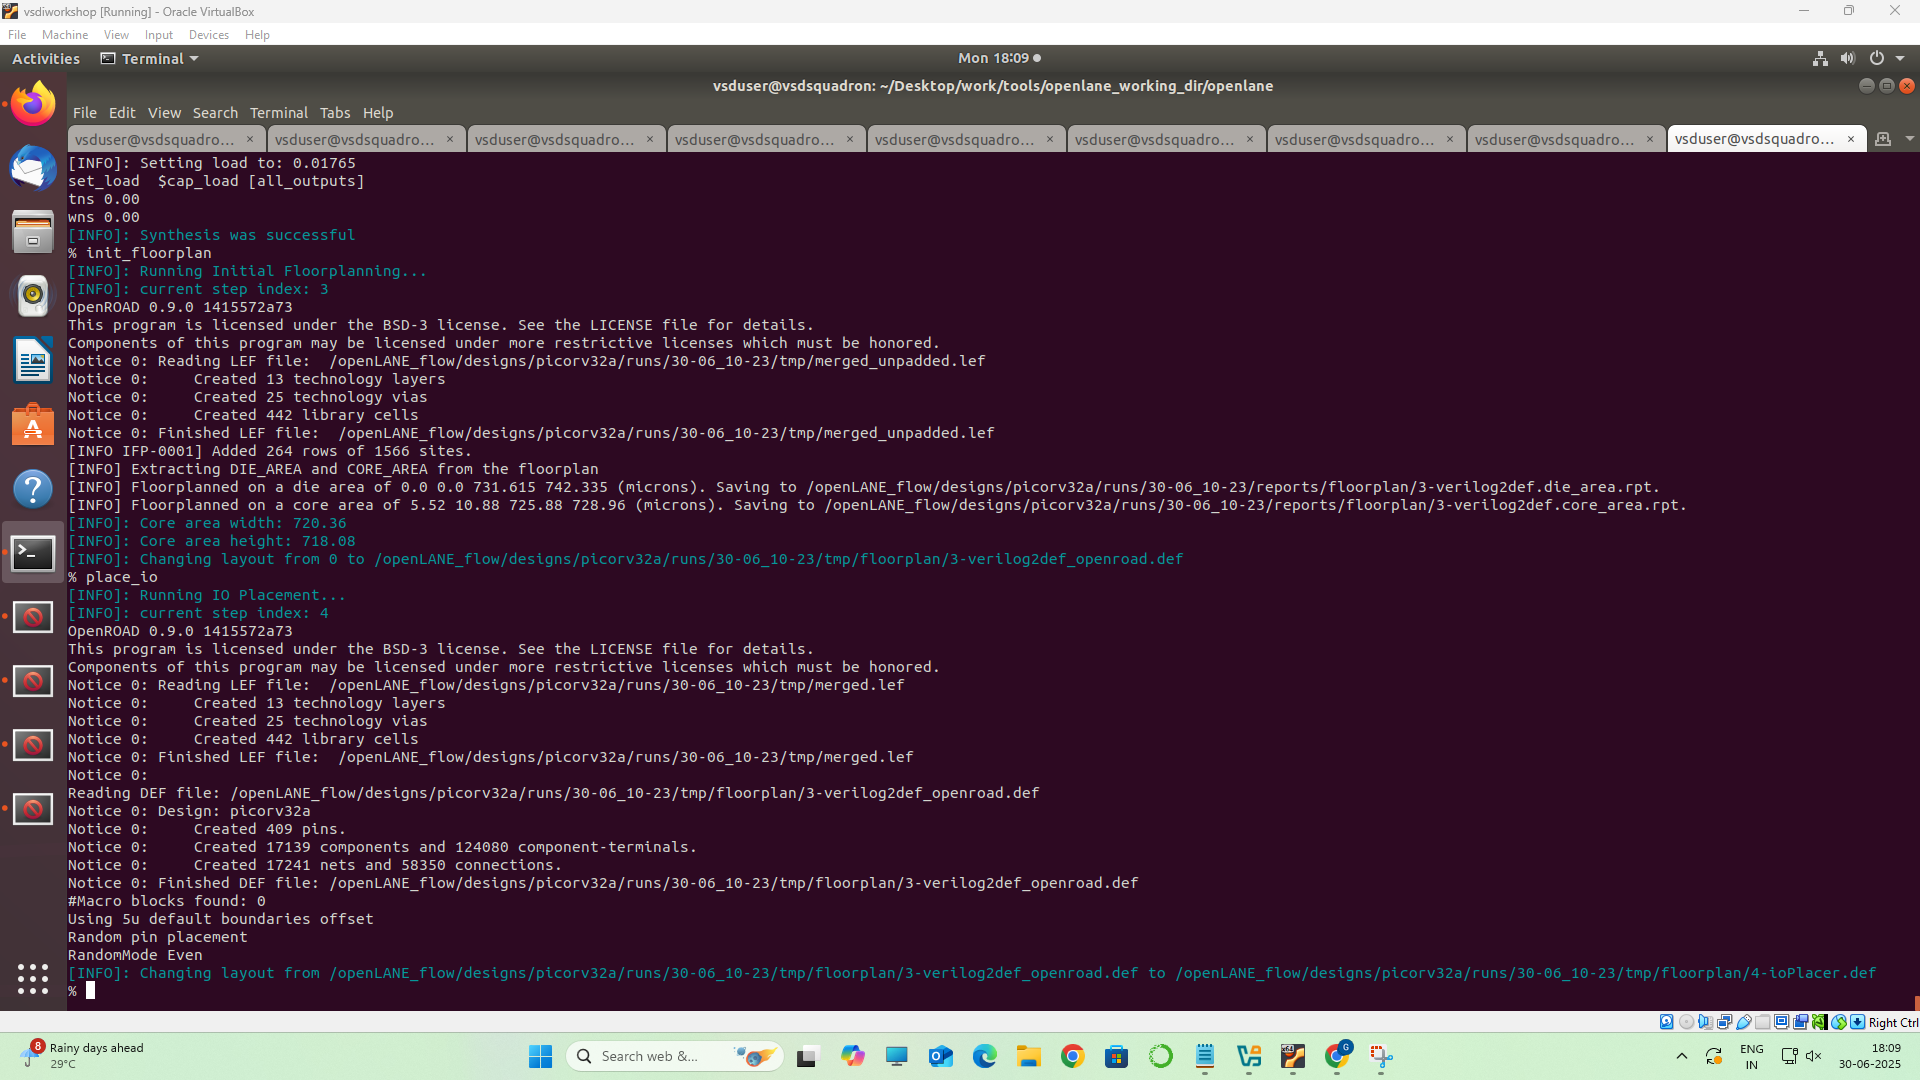 vsdiworkshop [Running] - Oracle VirtualBox
File Machine View Input Devices Help
Activities Terminal Mon 18:09
vsduser@vsdsquadron: ~/Desktop/work/tools/openlane_working_dir/openlane
File Edit View Search Terminal Tabs Help
vsduser@vsdsquadro... × vsduser@vsdsquadro... × vsduser@vsdsquadro... × vsduser@vsdsquadro... × vsduser@vsdsquadro... × vsduser@vsdsquadro... × vsduser@vsdsquadro... × vsduser@vsdsquadro... × vsduser@vsdsquadro... ×
[INFO]: Setting load to: 0.01765
set_load  $cap_load [all_outputs]
tns 0.00
wns 0.00
[INFO]: Synthesis was successful
% init_floorplan
[INFO]: Running Initial Floorplanning...
[INFO]: current step index: 3
OpenROAD 0.9.0 1415572a73
This program is licensed under the BSD-3 license. See the LICENSE file for details.
Components of this program may be licensed under more restrictive licenses which must be honored.
Notice 0: Reading LEF file:  /openLANE_flow/designs/picorv32a/runs/30-06_10-23/tmp/merged_unpadded.lef
Notice 0:     Created 13 technology layers
Notice 0:     Created 25 technology vias
Notice 0:     Created 442 library cells
Notice 0: Finished LEF file:  /openLANE_flow/designs/picorv32a/runs/30-06_10-23/tmp/merged_unpadded.lef
[INFO IFP-0001] Added 264 rows of 1566 sites.
[INFO] Extracting DIE_AREA and CORE_AREA from the floorplan
[INFO] Floorplanned on a die area of 0.0 0.0 731.615 742.335 (microns). Saving to /openLANE_flow/designs/picorv32a/runs/30-06_10-23/reports/floorplan/3-verilog2def.die_area.rpt.
[INFO] Floorplanned on a core area of 5.52 10.88 725.88 728.96 (microns). Saving to /openLANE_flow/designs/picorv32a/runs/30-06_10-23/reports/floorplan/3-verilog2def.core_area.rpt.
[INFO]: Core area width: 720.36
[INFO]: Core area height: 718.08
[INFO]: Changing layout from 0 to /openLANE_flow/designs/picorv32a/runs/30-06_10-23/tmp/floorplan/3-verilog2def_openroad.def
% place_io
[INFO]: Running IO Placement...
[INFO]: current step index: 4
OpenROAD 0.9.0 1415572a73
This program is licensed under the BSD-3 license. See the LICENSE file for details.
Components of this program may be licensed under more restrictive licenses which must be honored.
Notice 0: Reading LEF file:  /openLANE_flow/designs/picorv32a/runs/30-06_10-23/tmp/merged.lef
Notice 0:     Created 13 technology layers
Notice 0:     Created 25 technology vias
Notice 0:     Created 442 library cells
Notice 0: Finished LEF file:  /openLANE_flow/designs/picorv32a/runs/30-06_10-23/tmp/merged.lef
Notice 0:
Reading DEF file: /openLANE_flow/designs/picorv32a/runs/30-06_10-23/tmp/floorplan/3-verilog2def_openroad.def
Notice 0: Design: picorv32a
Notice 0:     Created 409 pins.
Notice 0:     Created 17139 components and 124080 component-terminals.
Notice 0:     Created 17241 nets and 58350 connections.
Notice 0: Finished DEF file: /openLANE_flow/designs/picorv32a/runs/30-06_10-23/tmp/floorplan/3-verilog2def_openroad.def
#Macro blocks found: 0
Using 5u default boundaries offset
Random pin placement
RandomMode Even
[INFO]: Changing layout from /openLANE_flow/designs/picorv32a/runs/30-06_10-23/tmp/floorplan/3-verilog2def_openroad.def to /openLANE_flow/designs/picorv32a/runs/30-06_10-23/tmp/floorplan/4-ioPlacer.def
%
Right Ctrl
8 Rainy days ahead
29°C
Search web &...
G
ENG
IN
18:09
30-06-2025